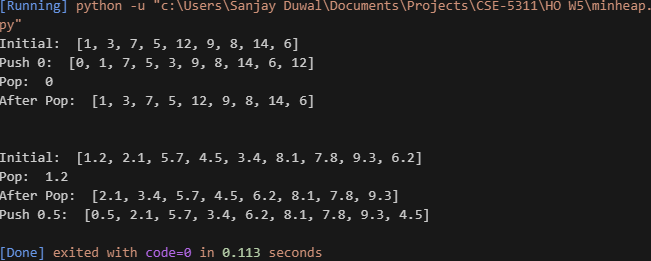 [Running] python -u "c:\Users\Sanjay Duwal\Documents\Projects\CSE-5311\HO W5\minheap.
py"
Initial:  [1, 3, 7, 5, 12, 9, 8, 14, 6]
Push 0:  [0, 1, 7, 5, 3, 9, 8, 14, 6, 12]
Pop:  0
After Pop:  [1, 3, 7, 5, 12, 9, 8, 14, 6]
Initial:  [1.2, 2.1, 5.7, 4.5, 3.4, 8.1, 7.8, 9.3, 6.2]
Pop:  1.2
After Pop:  [2.1, 3.4, 5.7, 4.5, 6.2, 8.1, 7.8, 9.3]
Push 0.5:  [0.5, 2.1, 5.7, 3.4, 6.2, 8.1, 7.8, 9.3, 4.5]
[Done] exited with code=0 in 0.113 seconds